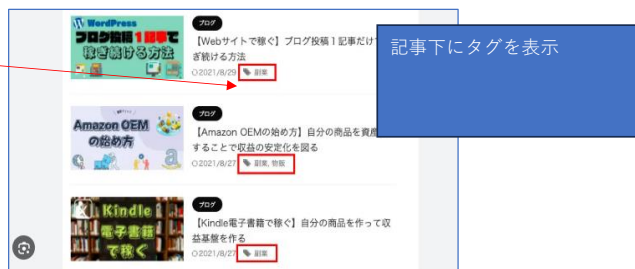 WordPress
ブログ投稿1記事で
稼ぎ続ける方法
ブログ
【Webサイトで稼ぐ】ブログ投稿1記事だけで
ぎ続ける方法
2021/8/29 副業
記事下にタグを表示
Amazon OEM
の始め方
ブログ
【Amazon OEMの始め方】自分の商品を資産
することで収益の安定化を図る
2021/8/27 副業, 物販
Kindle
電子書籍
で稼ぐ
ブログ
【Kindle電子書籍で稼ぐ】自分の商品を作って収
益基盤を作る
2021/8/27 副業